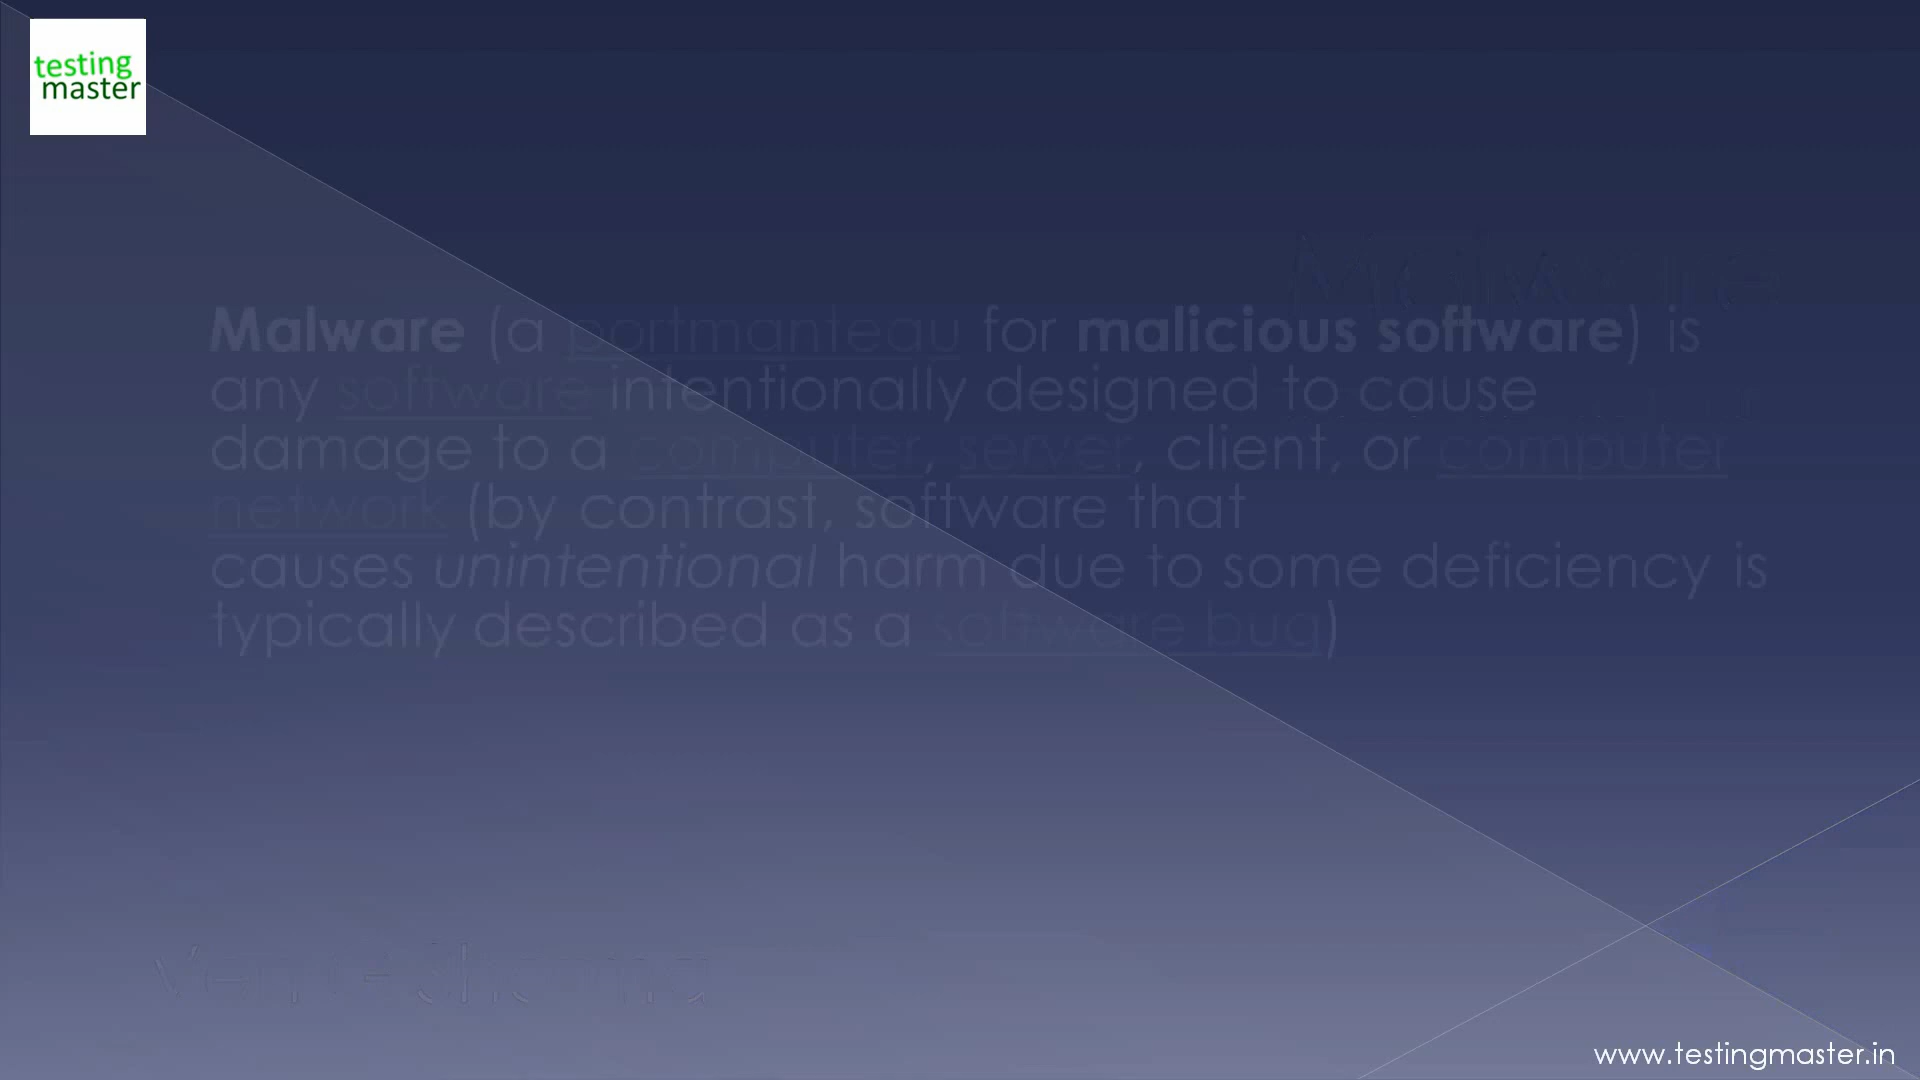 testing
master
Malware
Malware (a portmanteau for malicious software) is
any software intentionally designed to cause
damage to a computer, server, client, or computer
network (by contrast, software that
causes unintentional harm due to some deficiency is
typically described as a software bug)
sharma
www.testingmaster.in